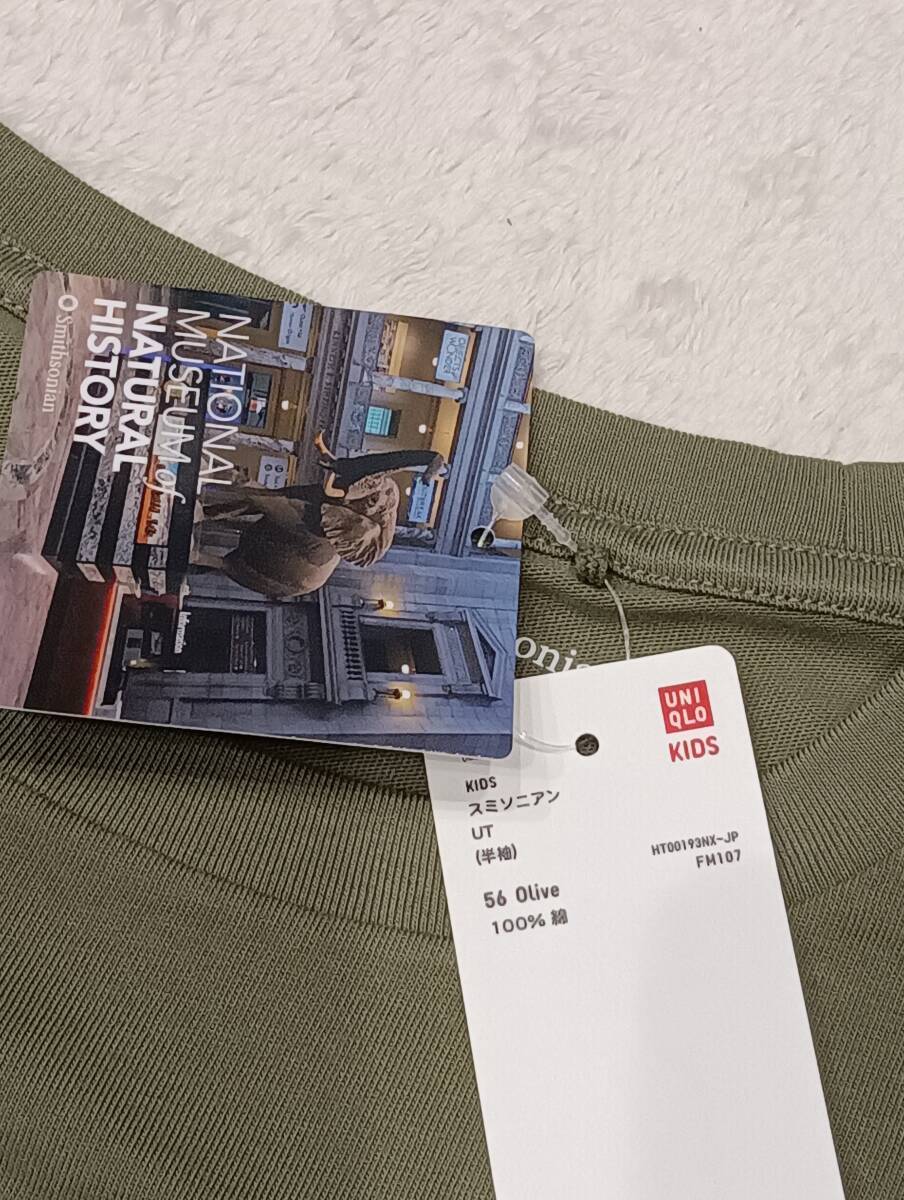 NATIONAL
MUSEUM of
NATURAL
HISTORY
Smithsonian
UNI
QLO
KIDS
KIDS
スミソニアン
UT
(半袖)
HT00193NX-JP
FM107
56 Olive
100% 綿